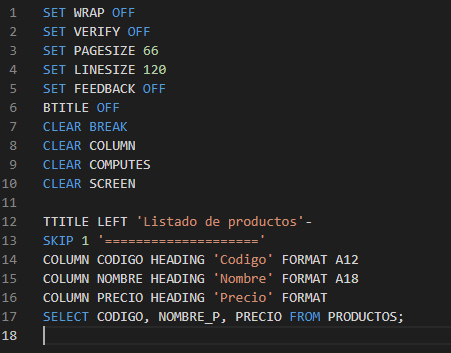 1 SET WRAP OFF
2 SET VERIFY OFF
3 SET PAGESIZE 66
4 SET LINESIZE 120
5 SET FEEDBACK OFF
6 BTITLE OFF
7 CLEAR BREAK
8 CLEAR COLUMN
9 CLEAR COMPUTES
10 CLEAR SCREEN
11
12 TTITLE LEFT 'Listado de productos'-
13 SKIP 1 '===================='
14 COLUMN CODIGO HEADING 'Codigo' FORMAT A12
15 COLUMN NOMBRE HEADING 'Nombre' FORMAT A18
16 COLUMN PRECIO HEADING 'Precio' FORMAT
17 SELECT CODIGO, NOMBRE_P, PRECIO FROM PRODUCTOS;
18